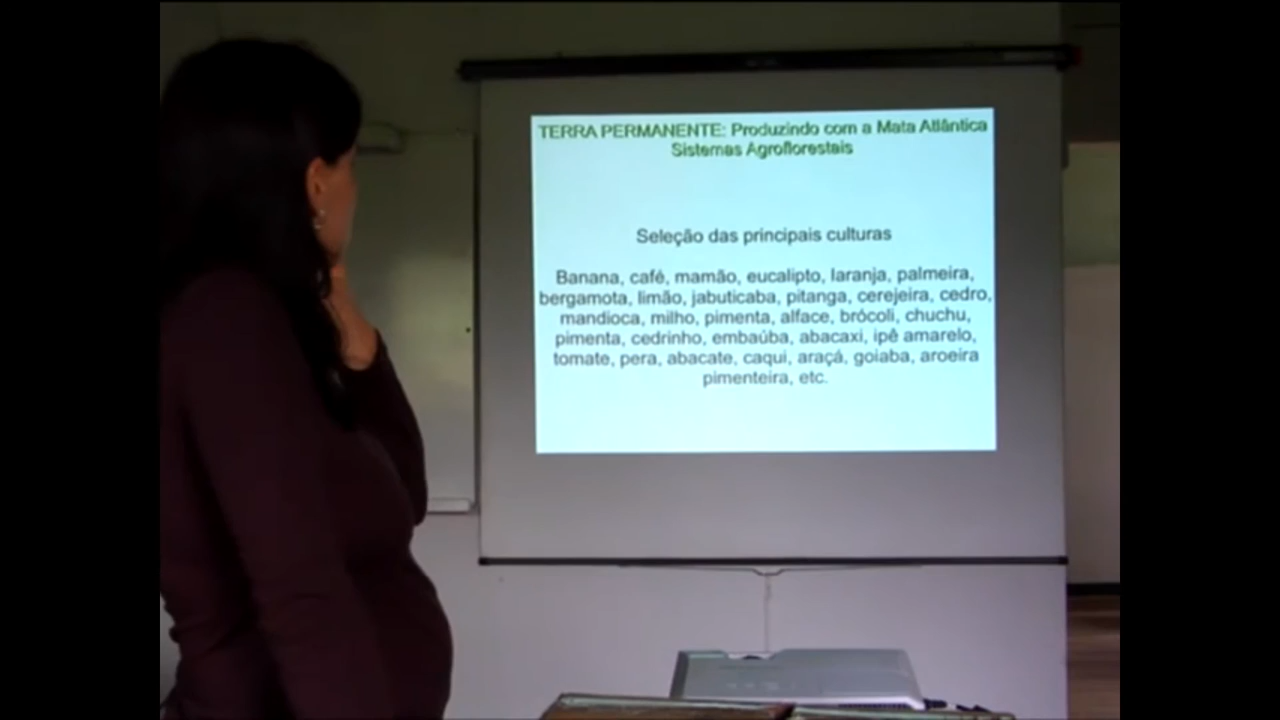 TERRA PERMANENTE: Produzindo com a Mata Atlântica
Sistemas Agroflorestais
Seleção das principais culturas
Banana, café, mamão, eucalipto, laranja, palmeira,
bergamota, limão, jabuticaba, pitanga, cerejeira, cedro,
mandioca, milho, pimenta, alface, brócoli, chuchu,
pimenta, cedrinho, embaúba, abacaxi, ipê amarelo,
tomate, pera, abacate, caqui, araçá, goiaba, aroeira
pimenteira, etc.